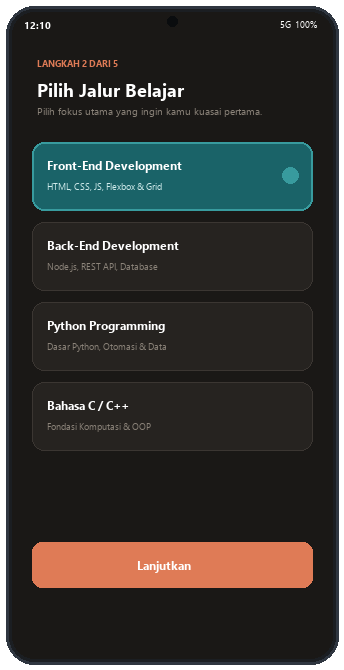 12:10
5G 100%
LANGKAH 2 DARI 5
Pilih Jalur Belajar
Pilih fokus utama yang ingin kamu kuasai pertama.
Front-End Development
HTML, CSS, JS, Flexbox & Grid
Back-End Development
Node.js, REST API, Database
Python Programming
Dasar Python, Otomasi & Data
Bahasa C / C++
Fondasi Komputasi & OOP
Lanjutkan